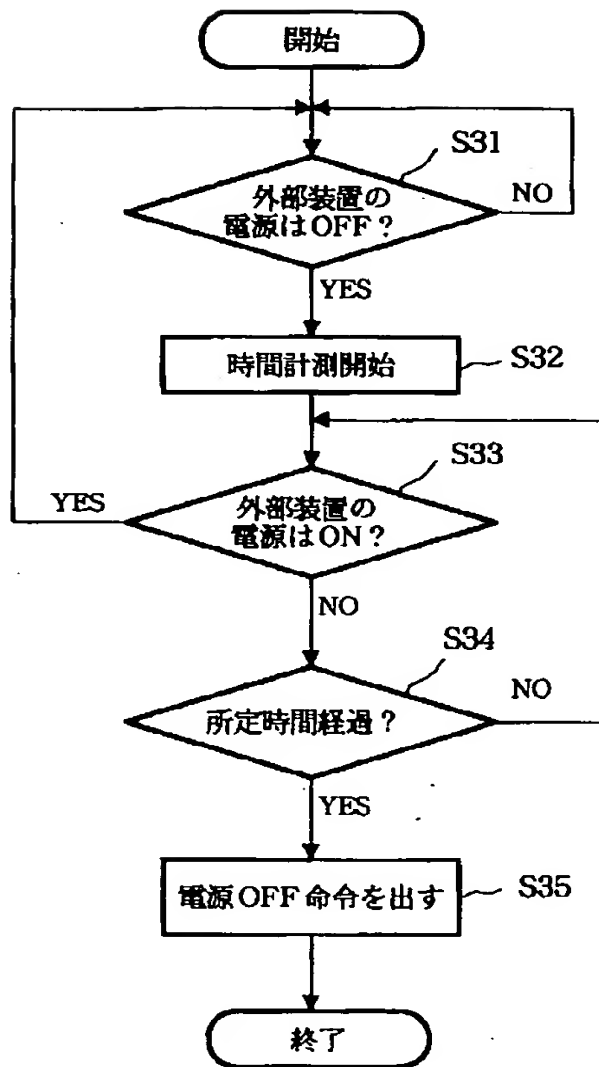 開始
S31
外部装置の
電源はOFF?
NO
YES
時間計測開始
S32
S33
YES
外部装置の
電源はON?
NO
S34
NO
所定時間経過?
YES
電源OFF命令を出す
S35
終了